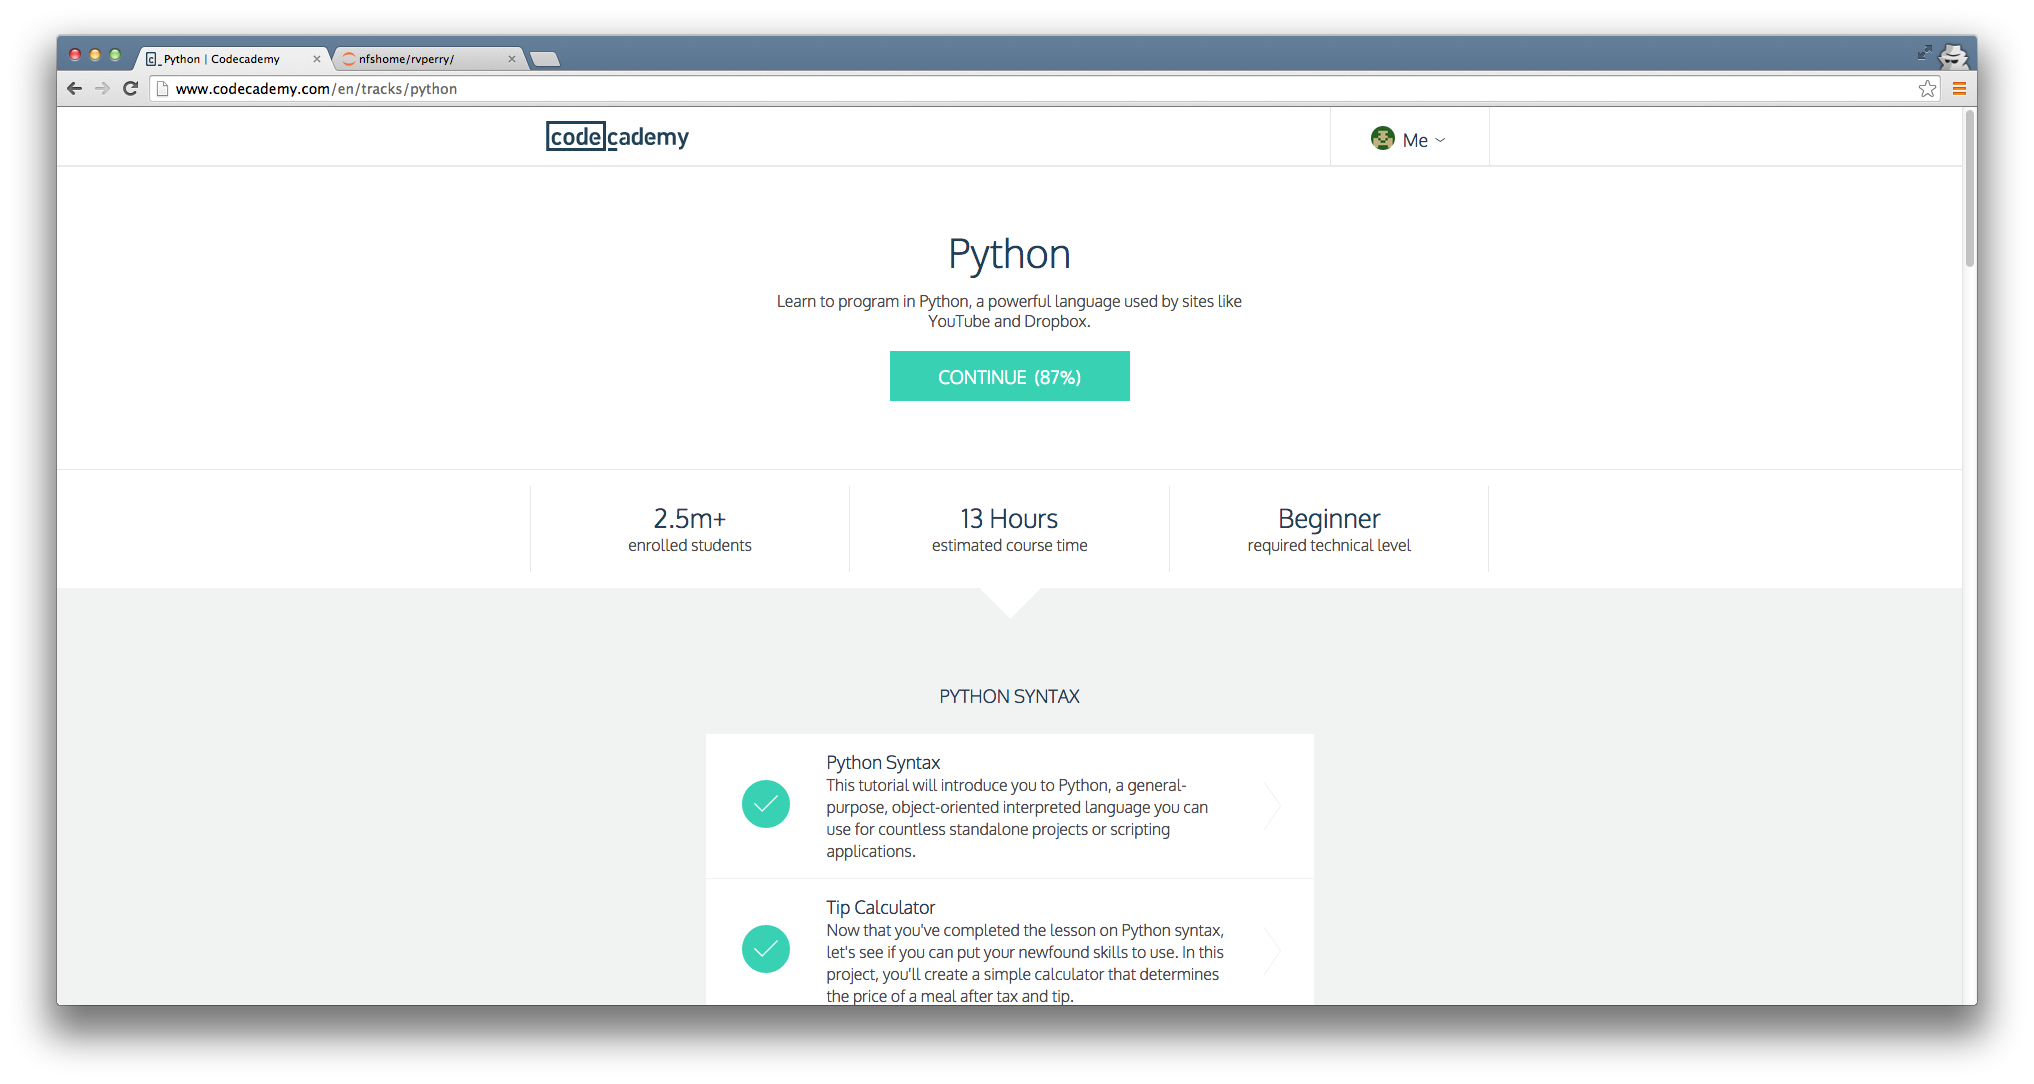 Python | Codecademy
nfshome/rvperry/
www.codecademy.com/en/tracks/python
codecademy
Me
Python
Learn to program in Python, a powerful language used by sites like
YouTube and Dropbox.
CONTINUE (87%)
2.5m+
enrolled students
13 Hours
estimated course time
Beginner
required technical level
PYTHON SYNTAX
Python Syntax
This tutorial will introduce you to Python, a general-
purpose, object-oriented interpreted language you can
use for countless standalone projects or scripting
applications.
Tip Calculator
Now that you've completed the lesson on Python syntax,
let's see if you can put your newfound skills to use. In this
project, you'll create a simple calculator that determines
the price of a meal after tax and tip.